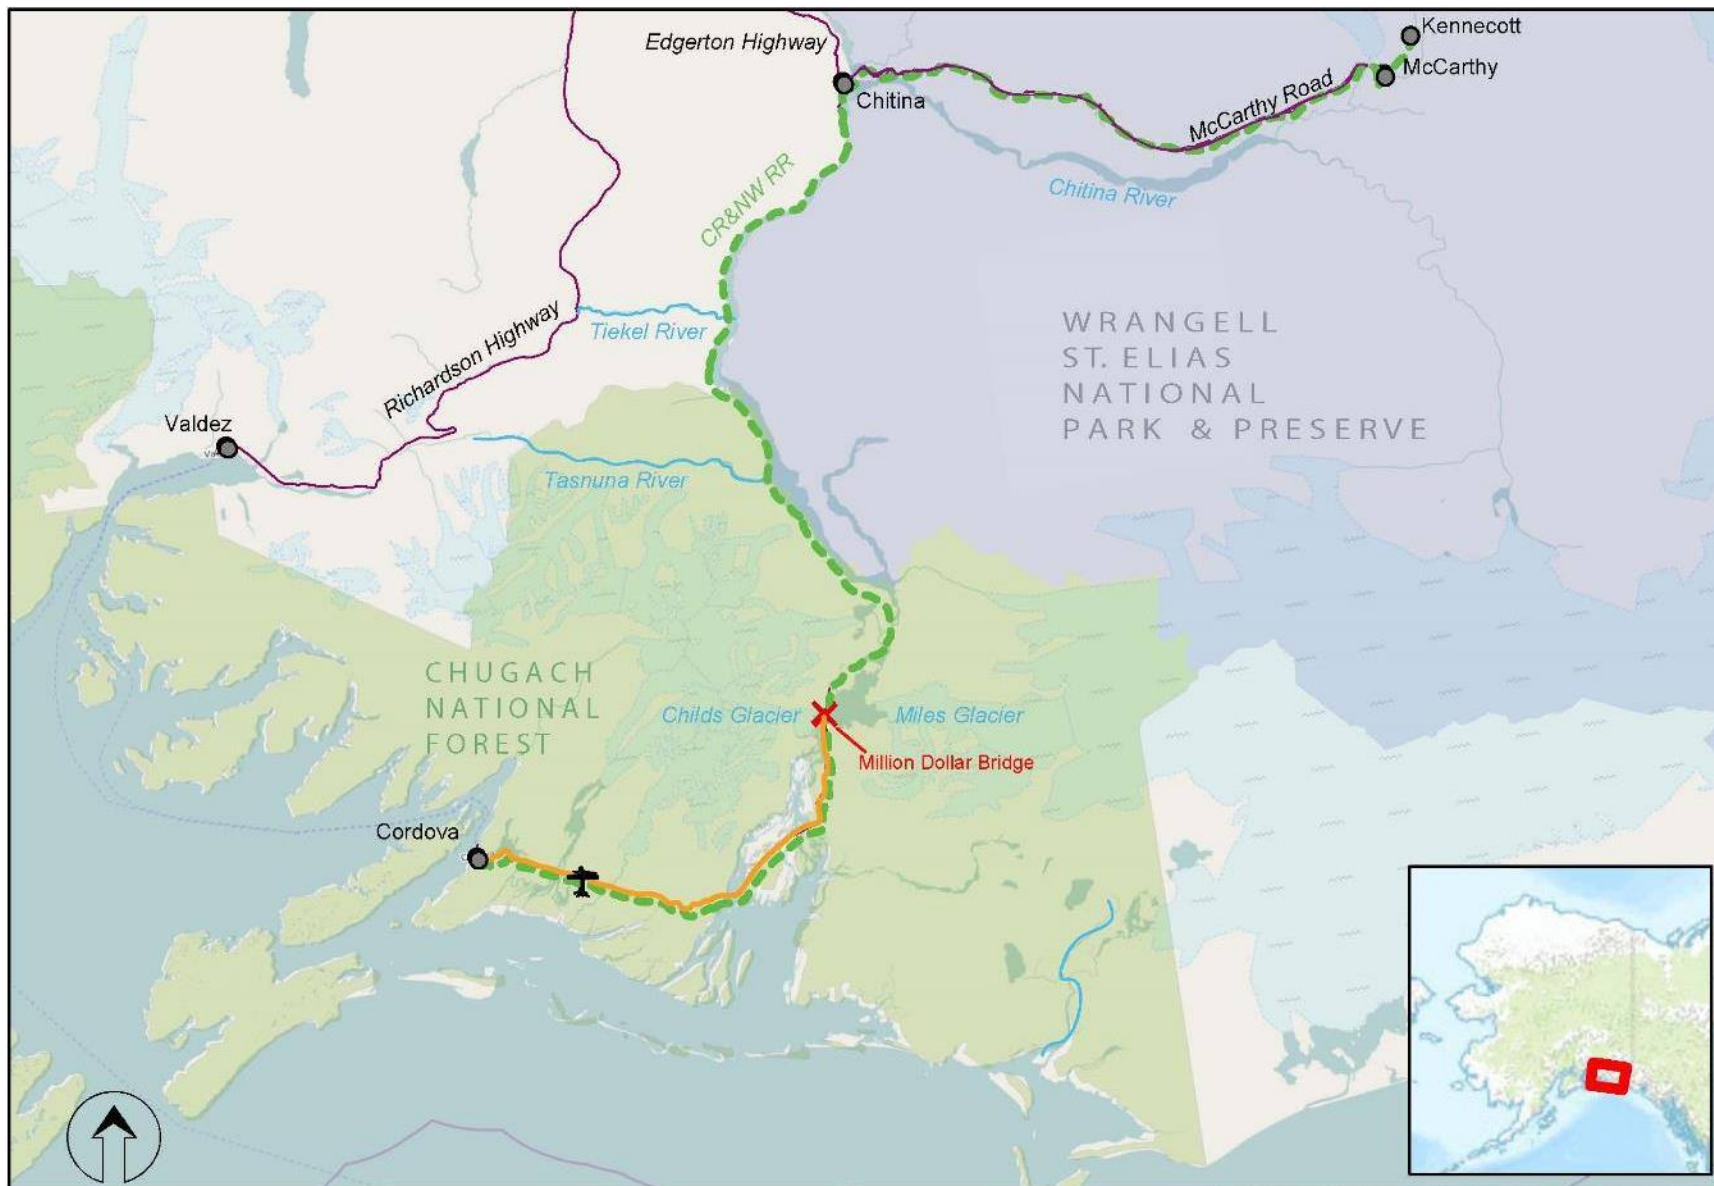 Kennecott
Edgerton Highway
McCarthy
Chitina
McCarthy Road
CR&NW RR
Chitina River
WRANGELL
ST. ELIAS
NATIONAL
PARK & PRESERVE
Tiekel River
Richardson Highway
Valdez
Tasnuna River
CHUGACH
NATIONAL
FOREST
Childs Glacier
Miles Glacier
Million Dollar Bridge
Cordova